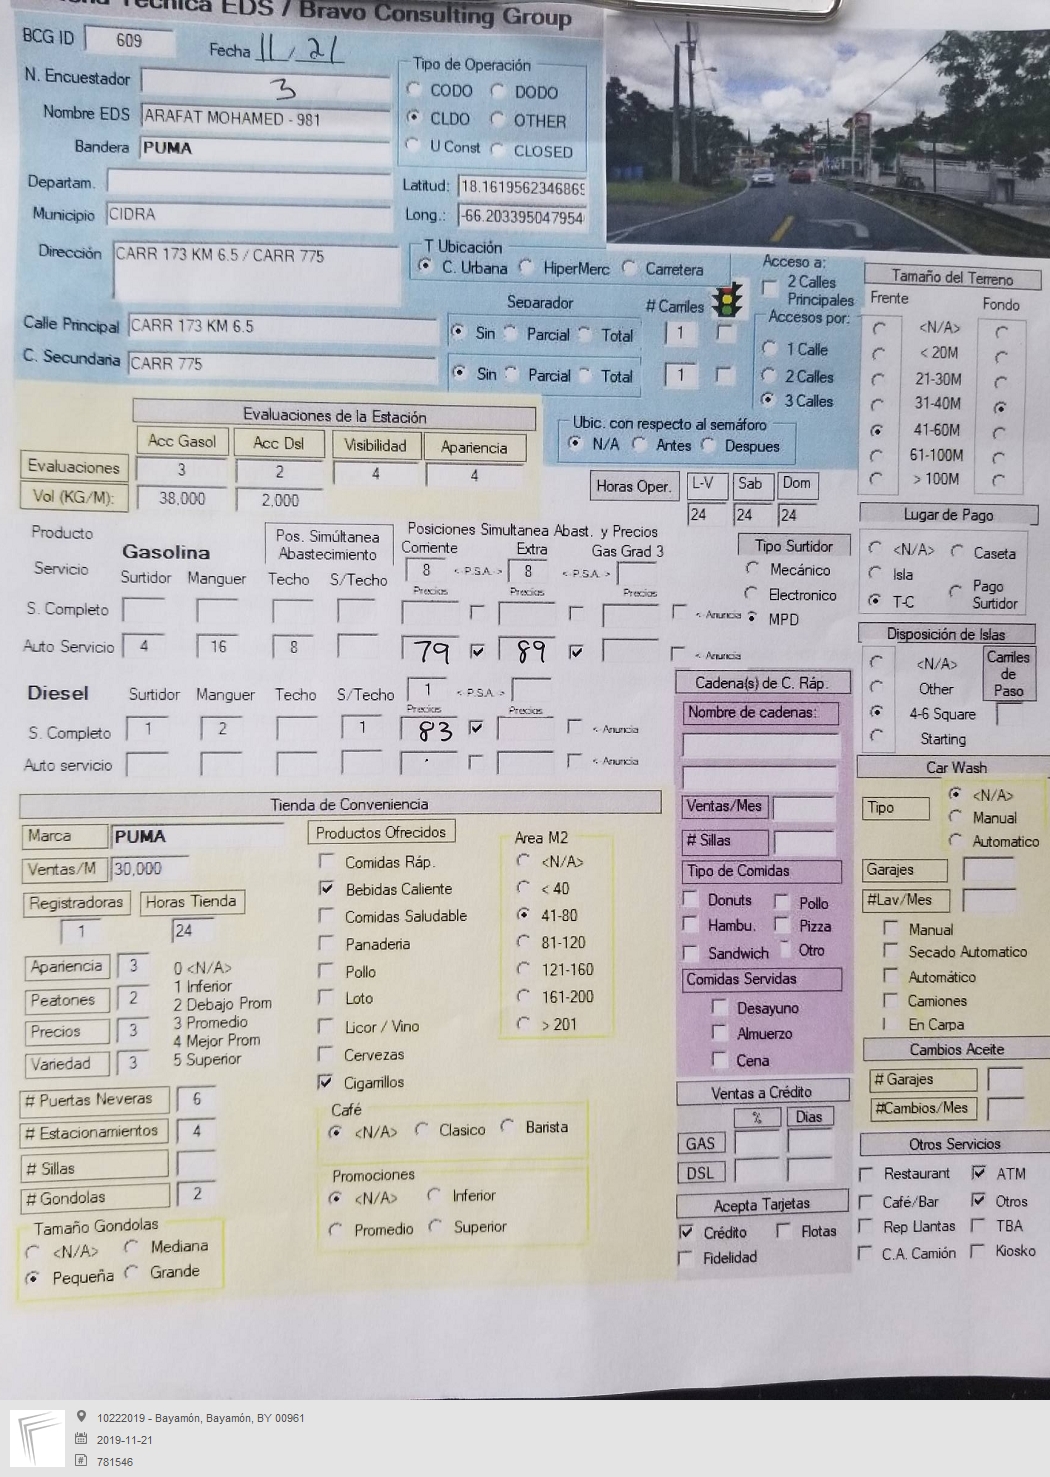 Técnica EDS / Bravo Consulting Group
BCG ID 609 Fecha 11/21
N. Encuestador 3
Nombre EDS ARAFAT MOHAMED - 981
Bandera PUMA
Tipo de Operación
CODO DODO
CLDO OTHER
U Const CLOSED
Departam.
Municipio CIDRA
Latitud: 18.1619562346869
Long.: -66.20339504795­4
Dirección CARR 173 KM 6.5 / CARR 775
T Ubicación
C. Urbana HiperMerc Carretera
Calle Principal CARR 173 KM 6.5
C. Secundaria CARR 775
Separador # Carriles
Sin Parcial Total 1
Sin Parcial Total 1
Acceso a:
2 Calles
Principales
Accesos por:
1 Calle
2 Calles
3 Calles
Ubic. con respecto al semáforo
N/A Antes Despues
Tamaño del Terreno
Frente Fondo
<N/A>
< 20M
21-30M
31-40M
41-60M
61-100M
> 100M
Evaluaciones de la Estación
Acc Gasol Acc Dsl Visibilidad Apariencia
Evaluaciones 3 2 4 4
Vol (KG/M): 38,000 2,000
Horas Oper. L-V Sab Dom
24 24 24
Lugar de Pago
<N/A> Caseta
Isla
T-C Pago
Surtidor
Producto
Gasolina
Pos. Simúltanea
Abastecimiento
Posiciones Simultanea Abast. y Precios
Corriente Extra Gas Grad 3
Servicio Surtidor Manguer Techo S/Techo 8 <-P.S.A.-> 8 <-P.S.A.->
Precios Precios Precios
S. Completo <- Anuncia
Auto Servicio 4 16 8 79 89 <- Anuncia
Tipo Surtidor
Mecánico
Electronico
MPD
Disposición de Islas
<N/A>
Other
4-6 Square
Starting
Carriles
de
Paso
Diesel Surtidor Manguer Techo S/Techo 1 <-P.S.A.->
Precios Precios
S. Completo 1 2 1 83 <- Anuncia
Auto servicio <- Anuncia
Cadena(s) de C. Ráp.
Nombre de cadenas:
Ventas/Mes
# Sillas
Tipo de Comidas
Donuts Pollo
Hambu. Pizza
Sandwich Otro
Comidas Servidas
Desayuno
Almuerzo
Cena
Car Wash
Tipo <N/A>
Manual
Automatico
Garajes
#Lav/Mes
Manual
Secado Automatico
Automático
Camiones
En Carpa
Cambios Aceite
# Garajes
#Cambios/Mes
Tienda de Conveniencia
Marca PUMA
Ventas/M 30,000
Registradoras Horas Tienda
1 24
Apariencia 3
Peatones 2
Precios 3
Variedad 3
0 <N/A>
1 Inferior
2 Debajo Prom
3 Promedio
4 Mejor Prom
5 Superior
# Puertas Neveras 6
# Estacionamientos 4
# Sillas
# Gondolas 2
Tamaño Gondolas
<N/A> Mediana
Pequeña Grande
Productos Ofrecidos
Comidas Ráp.
Bebidas Caliente
Comidas Saludable
Panaderia
Pollo
Loto
Licor / Vino
Cervezas
Cigarrillos
Area M2
<N/A>
< 40
41-80
81-120
121-160
161-200
> 201
Café
<N/A> Clasico Barista
Promociones
<N/A> Inferior
Promedio Superior
Ventas a Crédito
% Dias
GAS
DSL
Acepta Tarjetas
Crédito Flotas
Fidelidad
Otros Servicios
Restaurant ATM
Café/Bar Otros
Rep Llantas TBA
C.A. Camión Kiosko
10222019 - Bayamón, Bayamón, BY 00961
2019-11-21
781546